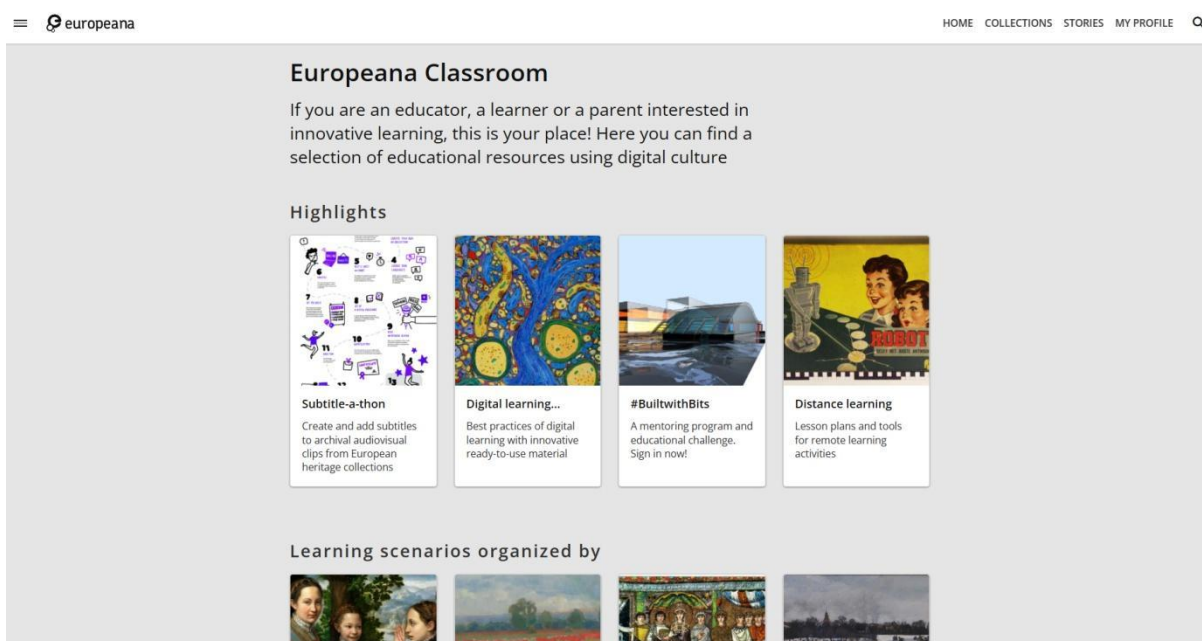 europeana
HOME COLLECTIONS STORIES MY PROFILE
Europeana Classroom
If you are an educator, a learner or a parent interested in
innovative learning, this is your place! Here you can find a
selection of educational resources using digital culture
Highlights
Subtitle-a-thon
Create and add subtitles
to archival audiovisual
clips from European
heritage collections
Digital learning...
Best practices of digital
learning with innovative
ready-to-use material
#BuiltwithBits
A mentoring program and
educational challenge.
Sign in now!
ROBOT
Distance learning
Lesson plans and tools
for remote learning
activities
Learning scenarios organized by